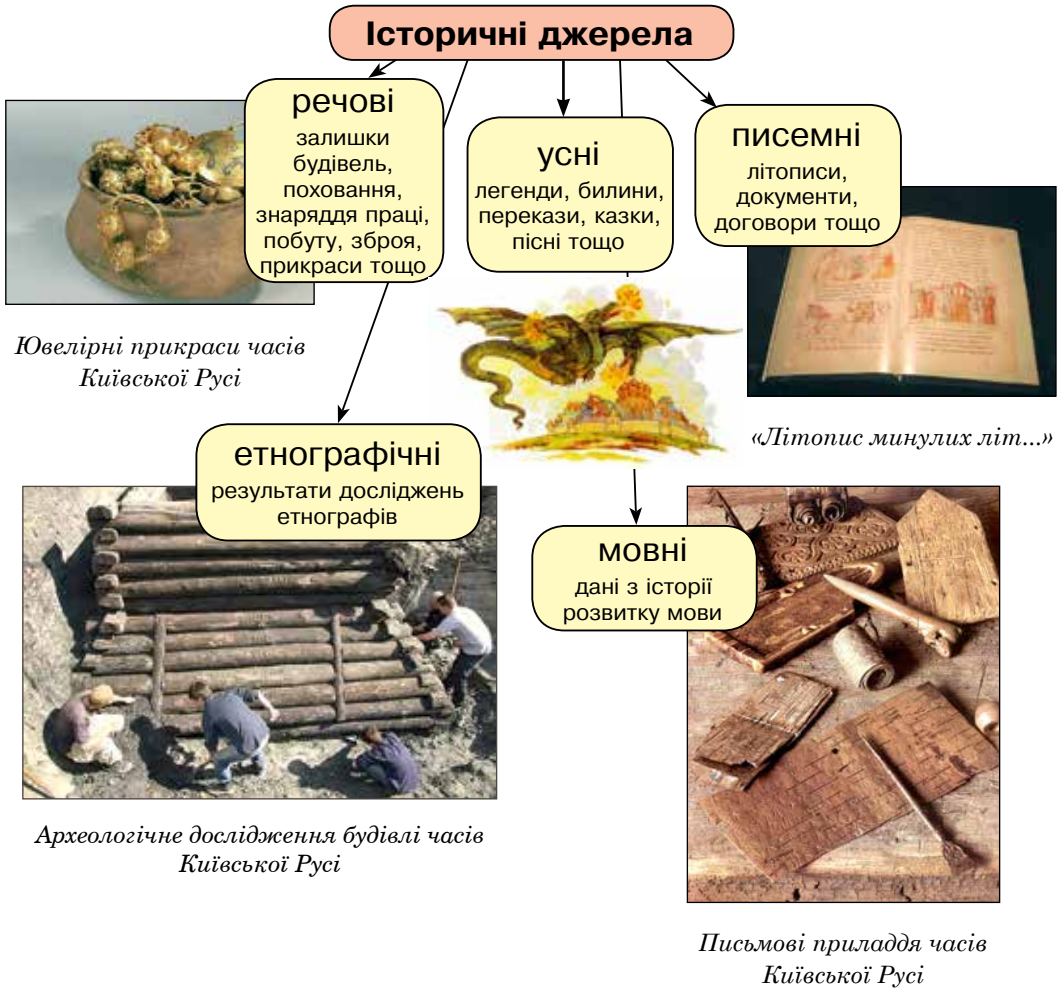 Історичні джерела
речові
залишки
будівель,
поховання,
знаряддя праці,
побуту, зброя,
прикраси тощо
усні
легенди, билини,
перекази, казки,
пісні тощо
писемні
літописи,
документи,
договори тощо
Ювелірні прикраси часів
Київської Русі
«Літопис минулих літ...»
етнографічні
результати досліджень
етнографів
мовні
дані з історії
розвитку мови
Археологічне дослідження будівлі часів
Київської Русі
Письмові приладдя часів
Київської Русі